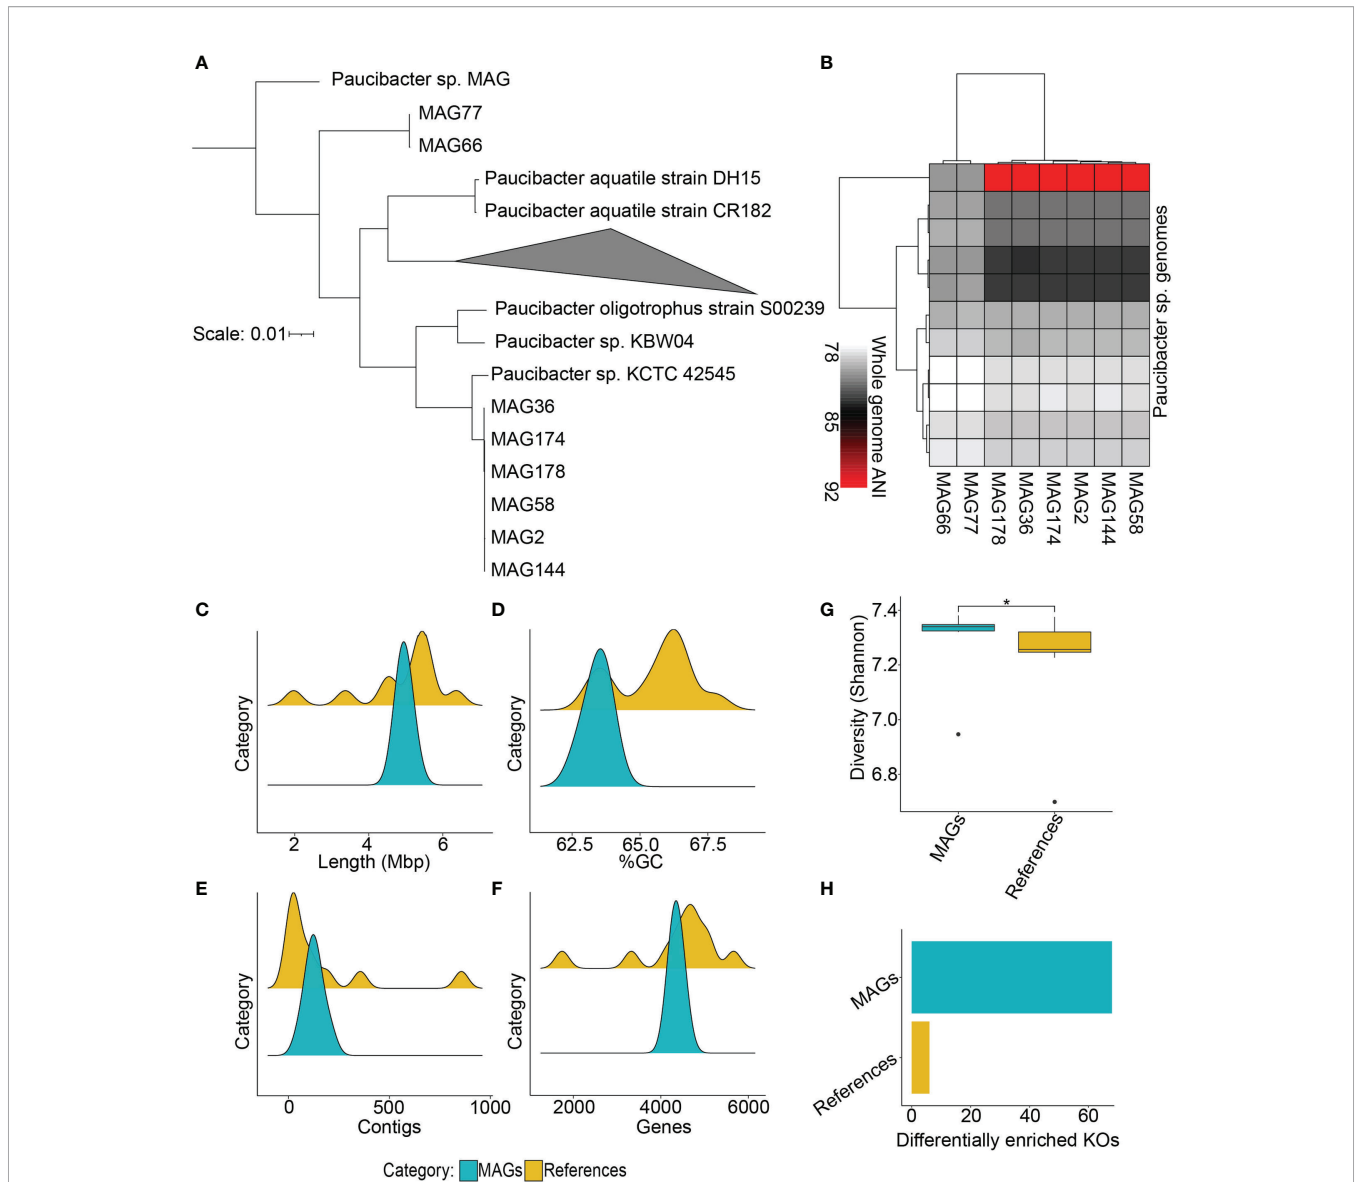 A
Paucibacter sp. MAG
MAG77
MAG66
Paucibacter aquatile strain DH15
Paucibacter aquatile strain CR182
Paucibacter oligotrophus strain S00239
Scale: 0.01
Paucibacter sp. KBW04
Paucibacter sp. KCTC 42545
MAG36
MAG174
MAG178
MAG58
MAG2
MAG144
B
Paucibacter sp. genomes
78
85
92
Whole genome ANI
MAG66
MAG77
MAG178
MAG36
MAG174
MAG2
MAG144
MAG58
C
Category
2
4
6
Length (Mbp)
D
Category
62.5
65.0
67.5
%GC
G
Diversity (Shannon)
7.4
7.2
7.0
6.8
*
MAGs
References
E
Category
0
500
1000
Contigs
F
Category
2000
4000
6000
Genes
H
MAGs
References
0
20
40
60
Differentially enriched KOs
Category:
MAGs
References